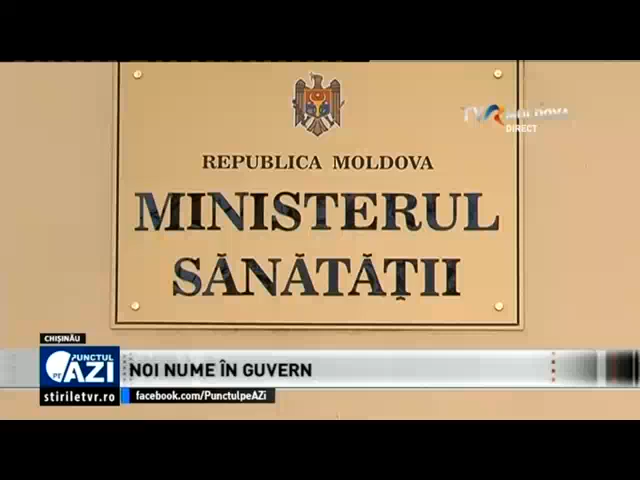 TVR MOLDOVA
DIRECT
REPUBLICA MOLDOVA
MINISTERUL
SĂNĂTĂȚII
CHIȘINĂU
PUNCTUL
PE AZI
NOI NUME ÎN GUVERN
stiriletvr.ro
facebook.com/PunctulpeAZi